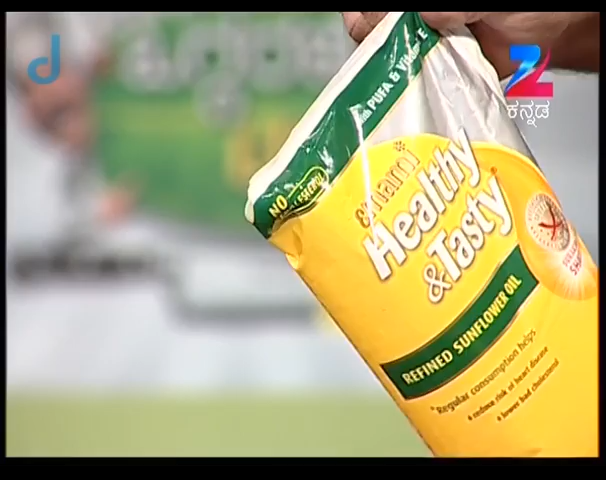 d
Z
ಕನ್ನಡ
with PUFA & Vitamin E
NO
Emami
Healthy
& Tasty
REFINED SUNFLOWER OIL
*Regular consumption helps
reduce risk of heart disease
lower bad cholesterol